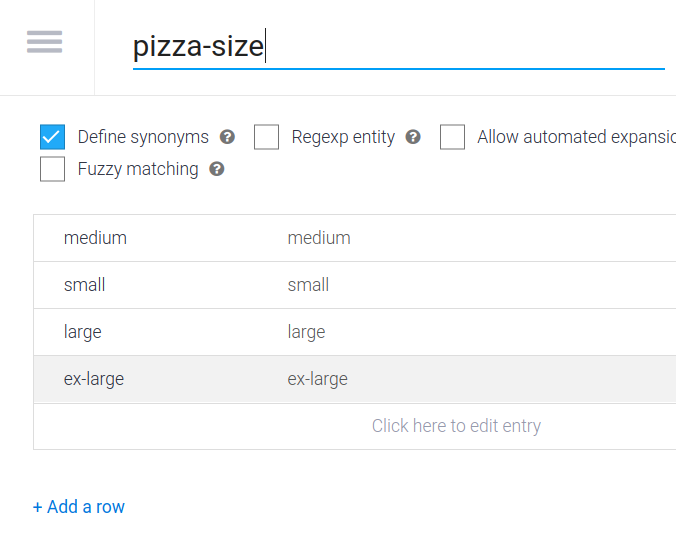 pizza-size
Define synonyms Regexp entity Allow automated
Fuzzy matching
medium medium
small small
large large
ex-large ex-large
Click here to edit entry
+ Add a row